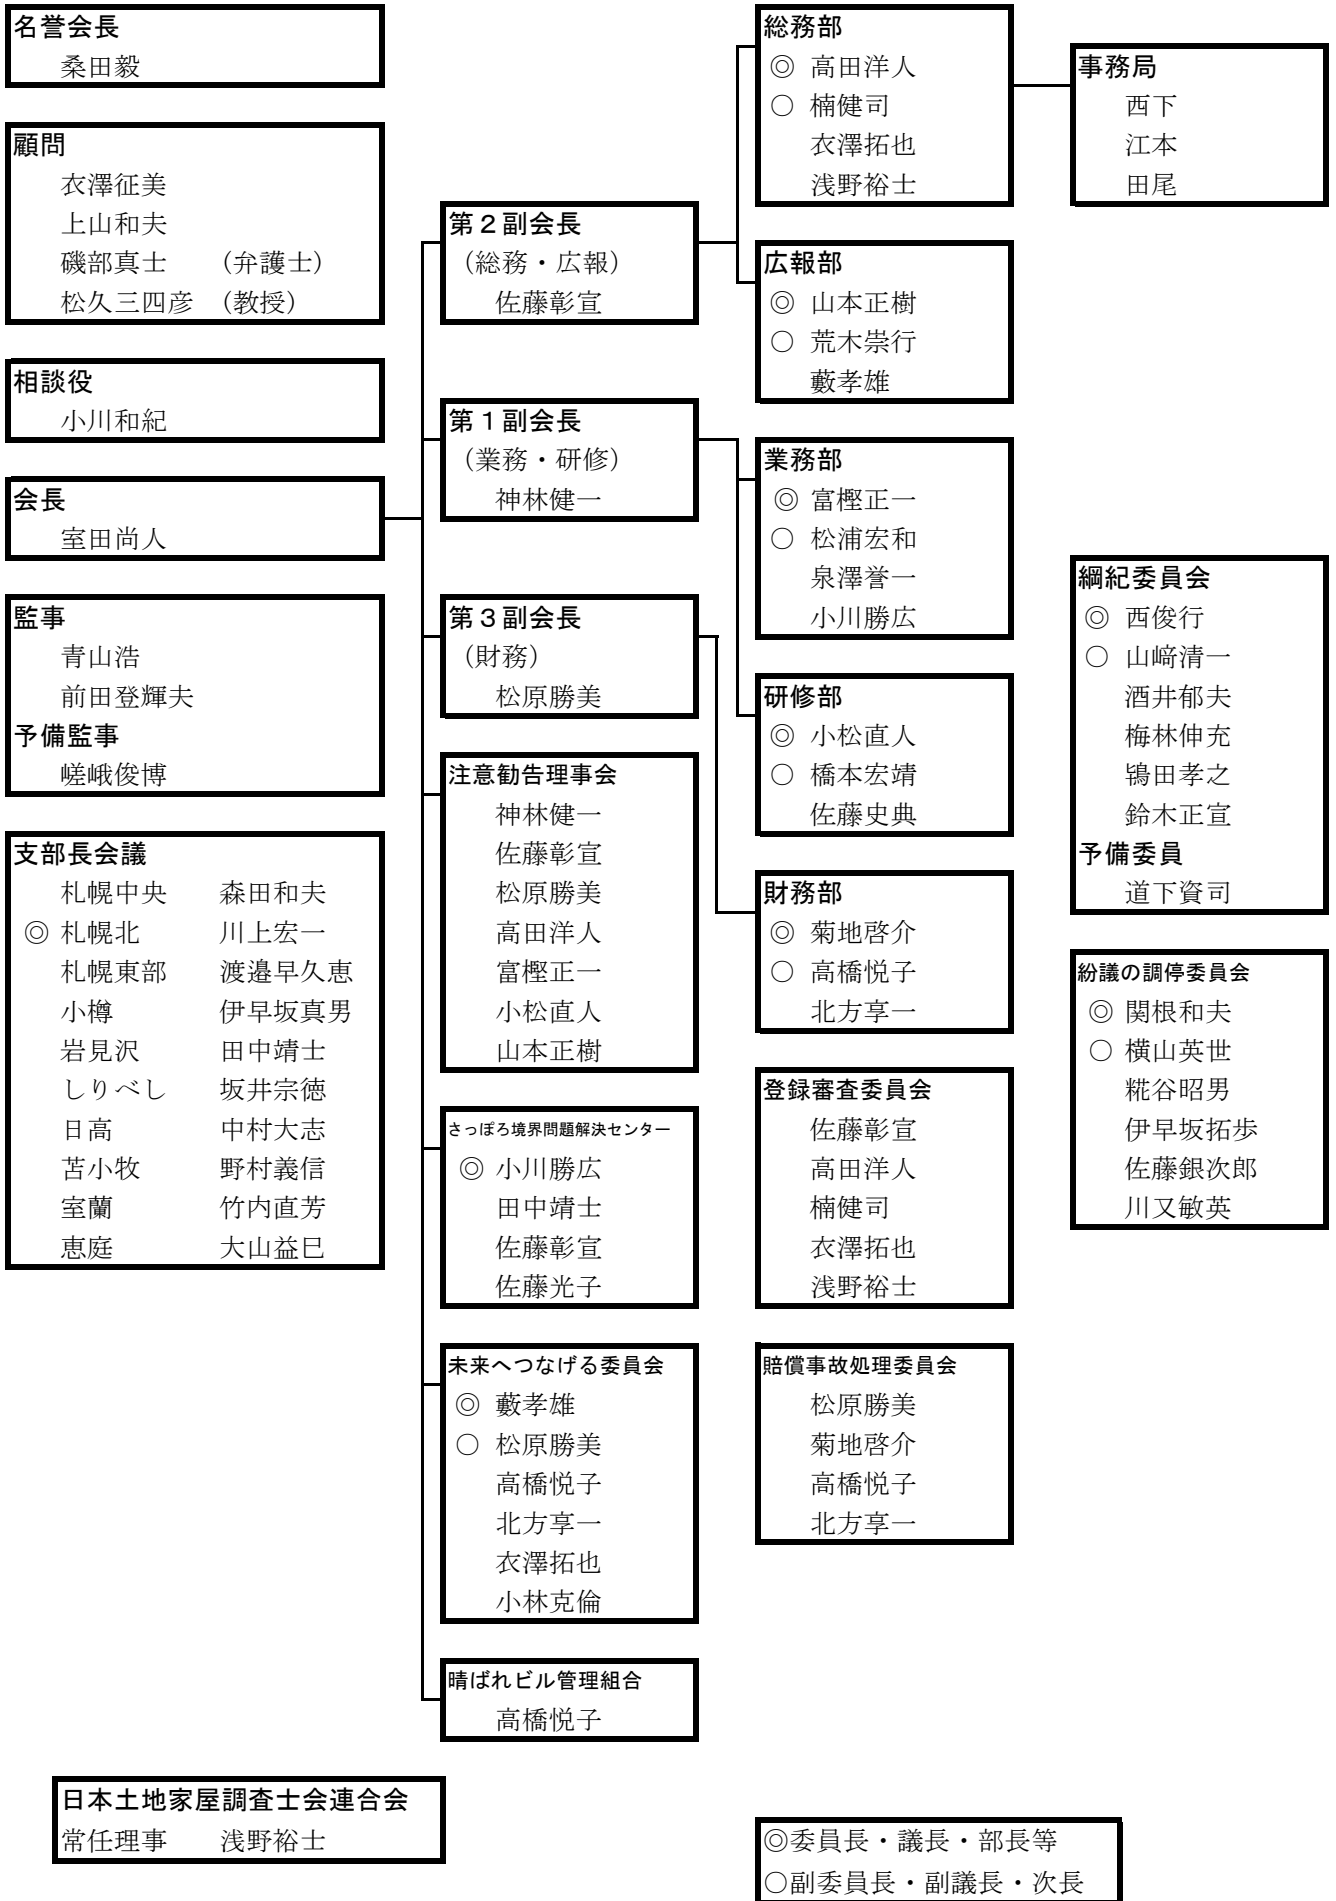 名誉会長
桑田毅
顧問
衣澤征美
上山和夫
磯部真士　（弁護士）
松久三四彦　（教授）
相談役
小川和紀
会長
室田尚人
監事
青山浩
前田登輝夫
予備監事
嵯峨俊博
支部長会議
札幌中央　森田和夫
◎ 札幌北　川上宏一
札幌東部　渡邉早久恵
小樽　伊早坂真男
岩見沢　田中靖士
しりべし　坂井宗徳
日高　中村大志
苫小牧　野村義信
室蘭　竹内直芳
恵庭　大山益巳
第２副会長
（総務・広報）
佐藤彰宣
第１副会長
（業務・研修）
神林健一
第３副会長
（財務）
松原勝美
注意勧告理事会
神林健一
佐藤彰宣
松原勝美
高田洋人
富樫正一
小松直人
山本正樹
さっぽろ境界問題解決センター
◎ 小川勝広
田中靖士
佐藤彰宣
佐藤光子
未来へつなげる委員会
◎ 藪孝雄
○ 松原勝美
高橋悦子
北方享一
衣澤拓也
小林克倫
晴ばれビル管理組合
高橋悦子
総務部
◎ 高田洋人
○ 楠健司
衣澤拓也
浅野裕士
広報部
◎ 山本正樹
○ 荒木崇行
藪孝雄
業務部
◎ 富樫正一
○ 松浦宏和
泉澤誉一
小川勝広
研修部
◎ 小松直人
○ 橋本宏靖
佐藤史典
財務部
◎ 菊地啓介
○ 高橋悦子
北方享一
登録審査委員会
佐藤彰宣
高田洋人
楠健司
衣澤拓也
浅野裕士
賠償事故処理委員会
松原勝美
菊地啓介
高橋悦子
北方享一
事務局
西下
江本
田尾
綱紀委員会
◎ 西俊行
○ 山﨑清一
酒井郁夫
梅林伸充
鴇田孝之
鈴木正宣
予備委員
道下資司
紛議の調停委員会
◎ 関根和夫
○ 横山英世
糀谷昭男
伊早坂拓歩
佐藤銀次郎
川又敏英
日本土地家屋調査士会連合会
常任理事　浅野裕士
◎委員長・議長・部長等
○副委員長・副議長・次長